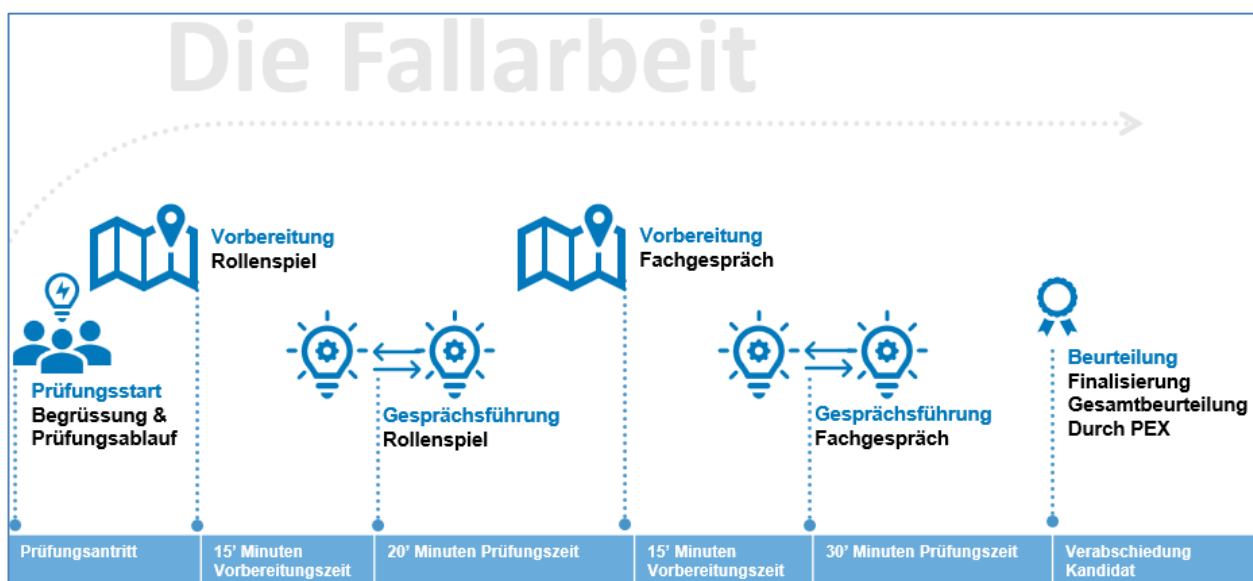 Die Fallarbeit
Vorbereitung
Rollenspiel
Vorbereitung
Fachgespräch
Prüfungsstart
Begrüssung &
Prüfungsablauf
Gesprächsführung
Rollenspiel
Gesprächsführung
Fachgespräch
Beurteilung
Finalisierung
Gesamtbeurteilung
Durch PEX
Prüfungsantritt
15’ Minuten
Vorbereitungszeit
20’ Minuten Prüfungszeit
15’ Minuten
Vorbereitungszeit
30’ Minuten Prüfungszeit
Verabschiedung
Kandidat